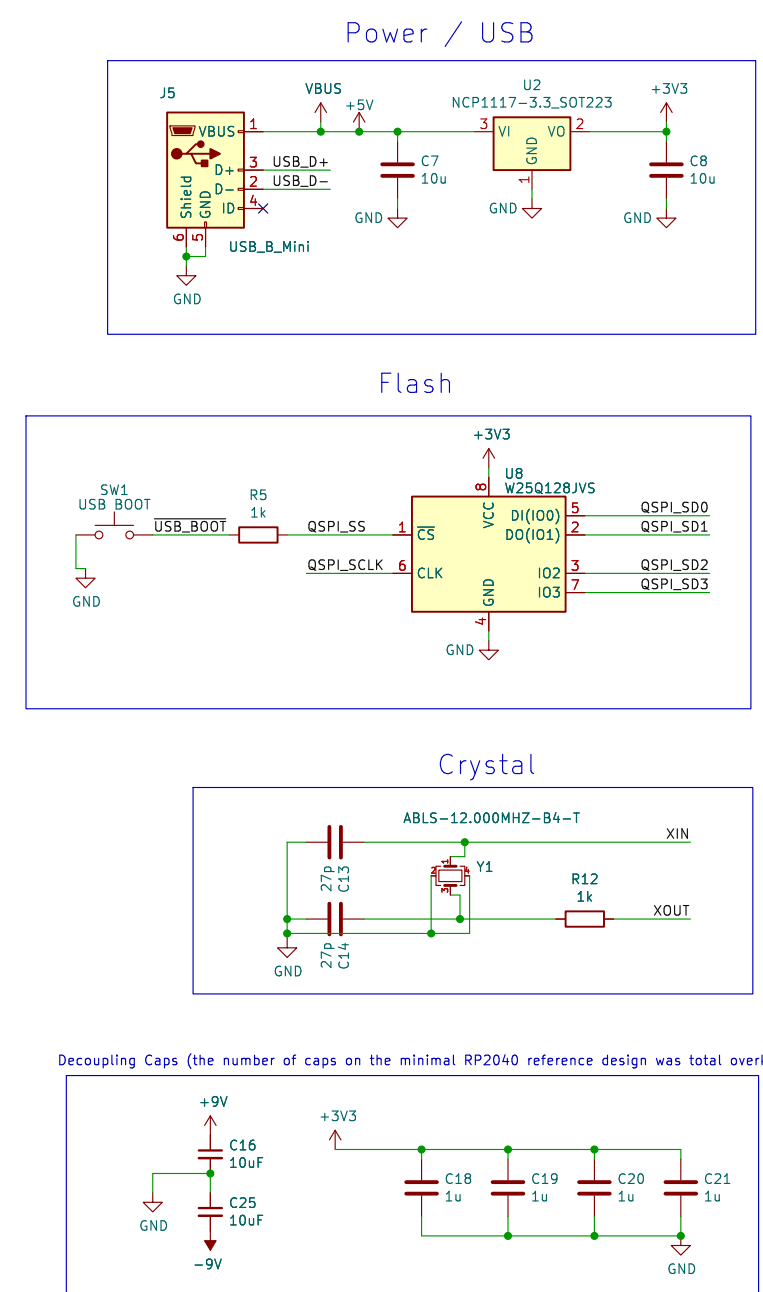 Power / USB
J5
VBUS
+5V
U2
NCP1117-3.3_SOT223
+3V3
VBUS
1
D+
3
USB_D+
D-
2
USB_D-
ID
4
Shield
GND
6
5
USB_B_Mini
GND
C7
10u
GND
3
VI
VO
2
GND
1
GND
C8
10u
GND
Flash
+3V3
U8
W25Q128JVS
SW1
USB BOOT
USB_BOOT
R5
1k
QSPI_SS
1
CS
QSPI_SCLK
6
CLK
8
VCC
DI(IO0)
5
QSPI_SD0
DO(IO1)
2
QSPI_SD1
IO2
3
QSPI_SD2
IO3
7
QSPI_SD3
GND
4
GND
GND
Crystal
ABLS-12.000MHZ-B4-T
XIN
27p
C13
1
2
4
3
Y1
R12
1k
XOUT
27p
C14
GND
Decoupling Caps (the number of caps on the minimal RP2040 reference design was total
+9V
C16
10uF
GND
C25
10uF
-9V
+3V3
C18
1u
C19
1u
C20
1u
C21
1u
GND